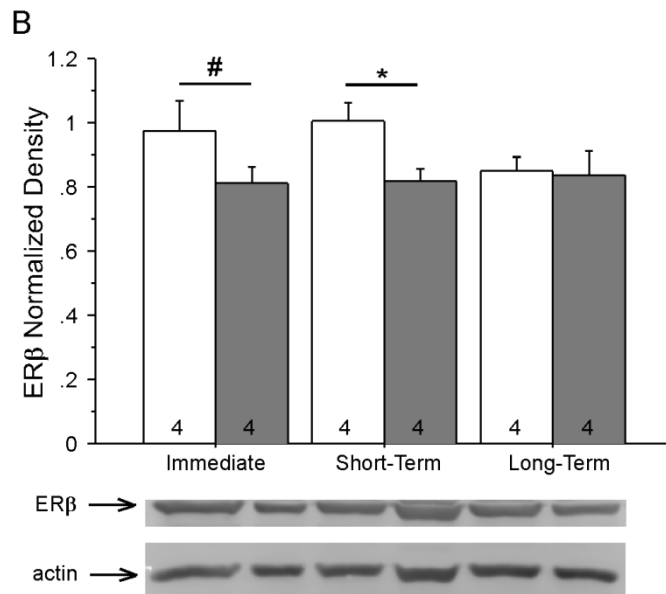 B
ERβ Normalized Density
1.2
1
.8
.6
.4
.2
0
#
*
4 4 4 4 4 4
Immediate Short-Term Long-Term
ERβ
actin